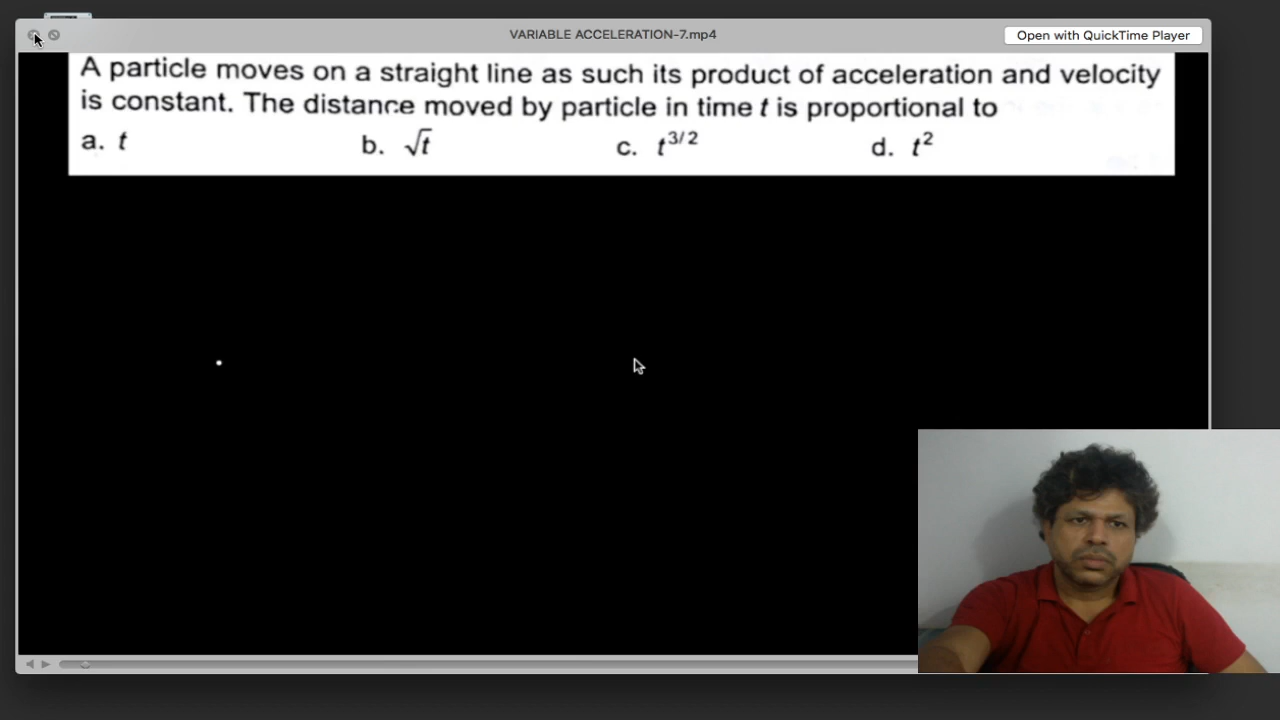 VARIABLE ACCELERATION-7.mp4
Open with QuickTime Player
A particle moves on a straight line as such its product of acceleration and velocity
is constant. The distance moved by particle in time t is proportional to
a. t b. √t c. t^3/2 d. t^2